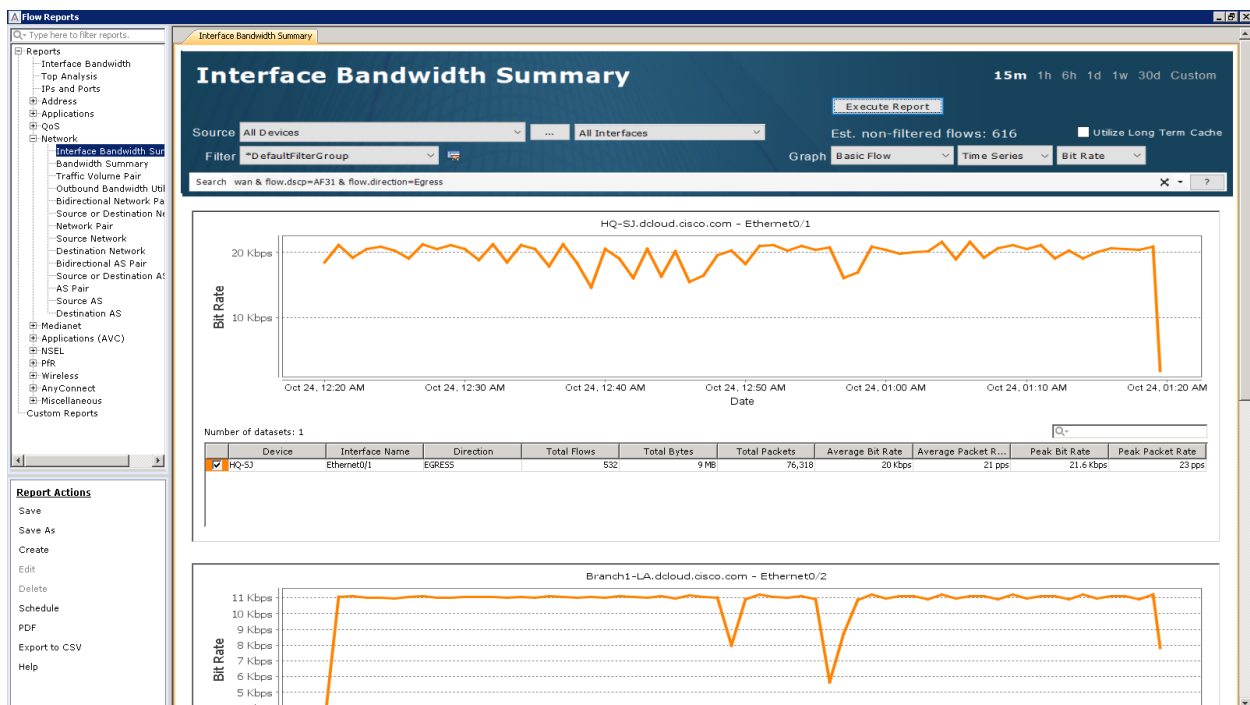 Flow Reports
Type here to filter reports.
Reports
Interface Bandwidth
Top Analysis
IPs and Ports
Address
Applications
QoS
Network
Interface Bandwidth Sur
Bandwidth Summary
Traffic Volume Pair
Outbound Bandwidth Util
Bidirectional Network Pa
Source or Destination Ne
Network Pair
Source Network
Destination Network
Bidirectional AS Pair
Source or Destination AS
AS Pair
Source AS
Destination AS
Medianet
Applications (AVC)
NSEL
PfR
Wireless
AnyConnect
Miscellaneous
Custom Reports
Report Actions
Save
Save As
Create
Edit
Delete
Schedule
PDF
Export to CSV
Help
Interface Bandwidth Summary
Interface Bandwidth Summary
15m 1h 6h 1d 1w 30d Custom
Execute Report
Source All Devices ... All Interfaces Est. non-filtered flows: 616 Utilize Long Term Cache
Filter *DefaultFilterGroup Graph Basic Flow Time Series Bit Rate
Search wan & flow.dscp=AF31 & flow.direction=Egress X ?
HQ-SJ.dcloud.cisco.com - Ethernet0/1
20 Kbps
10 Kbps
Bit Rate
Oct 24, 12:20 AM Oct 24, 12:30 AM Oct 24, 12:40 AM Oct 24, 12:50 AM Oct 24, 01:00 AM Oct 24, 01:10 AM Oct 24, 01:20 AM
Date
Number of datasets: 1
Device Interface Name Direction Total Flows Total Bytes Total Packets Average Bit Rate Average Packet R... Peak Bit Rate Peak Packet Rate
HQ-SJ Ethernet0/1 EGRESS 532 9 MB 76,318 20 Kbps 21 pps 21.6 Kbps 23 pps
Branch1-LA.dcloud.cisco.com - Ethernet0/2
11 Kbps
10 Kbps
9 Kbps
8 Kbps
7 Kbps
6 Kbps
5 Kbps
Bit Rate